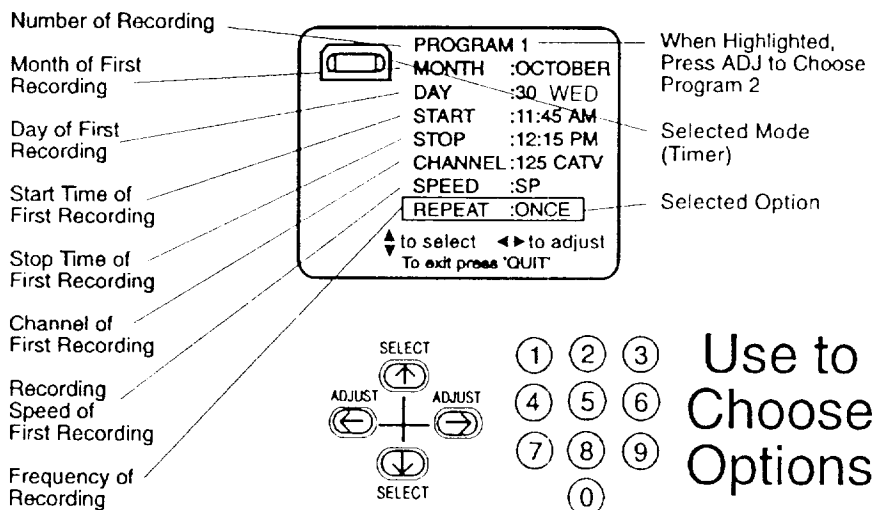 Number of Recording
Month of First
Recording
Day of First
Recording
Start Time of
First Recording
Stop Time of
First Recording
Channel of
First Recording
Recording
Speed of
First Recording
Frequency of
Recording
PROGRAM 1
MONTH :OCTOBER
DAY :30 WED
START :11:45 AM
STOP :12:15 PM
CHANNEL :125 CATV
SPEED :SP
REPEAT :ONCE
to select to adjust
To exit press "QUIT"
When Highlighted,
Press ADJ to Choose
Program 2
Selected Mode
(Timer)
Selected Option
SELECT
ADJUST ADJUST
SELECT
1 2 3
4 5 6
7 8 9
0
Use to
Choose
Options